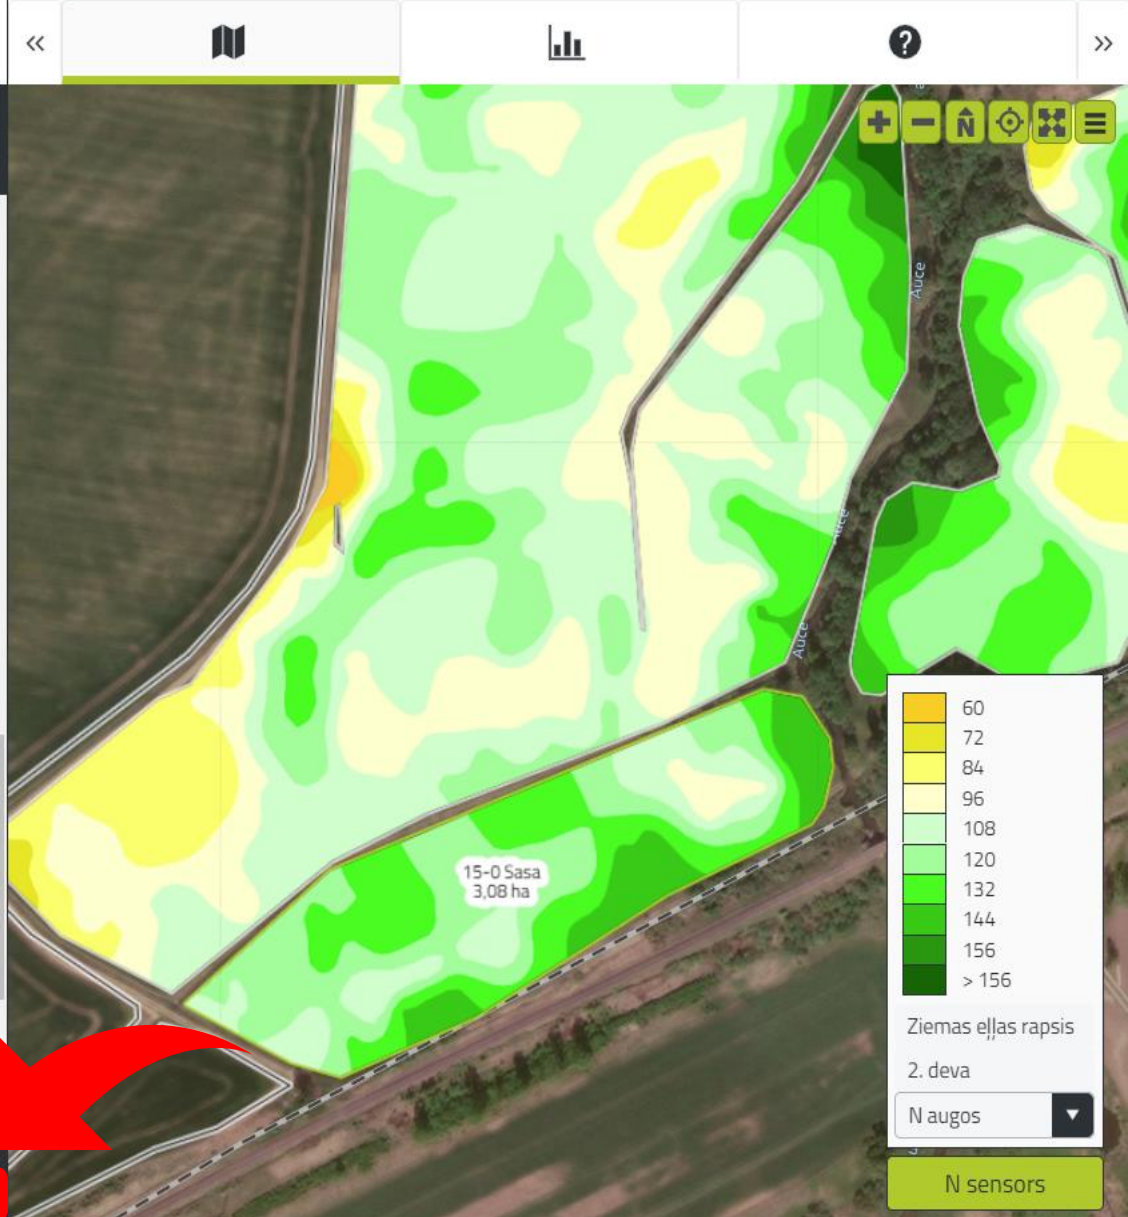 «
?
»
+
−
N
Auce
Auce
Auce
15-0 Sasa
3,08 ha
60
72
84
96
108
120
132
144
156
> 156
Ziemas eļļas rapsis
2. deva
N augos
N sensors